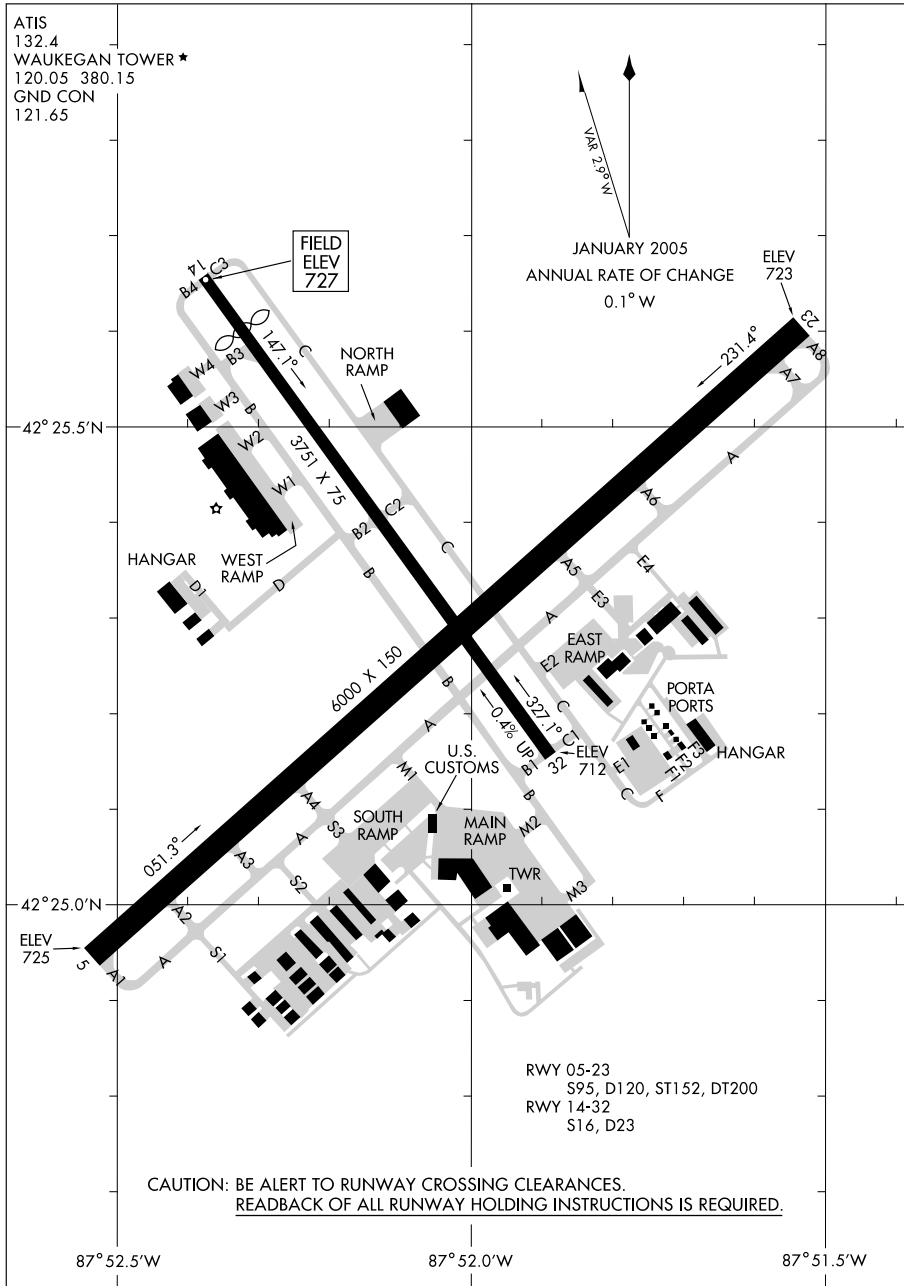 ATIS
132.4
WAUKEGAN TOWER ★
120.05 380.15
GND CON
121.65
VAR 2.9° W
JANUARY 2005
ANNUAL RATE OF CHANGE
0.1° W
FIELD
ELEV
727
ELEV
723
14
C3
B4
23
A8
A7
231.4°
147.1°
C
B3
W4
W3
B
W2
W1
NORTH
RAMP
42°25.5'N
3751 X 75
A
A6
C2
B2
WEST
RAMP
HANGAR
D1
D
B
C
A5
E4
E3
A
EAST
RAMP
E2
6000 X 150
B
A
327.1°
0.4% UP
C
C1
PORTA
PORTS
HANGAR
U.S.
CUSTOMS
M1
B1
32
ELEV
712
E1
F3
F2
F1
F
C
B
A4
S3
A
SOUTH
RAMP
MAIN
RAMP
M2
051.3°
A3
S2
TWR
M3
42°25.0'N
A2
S1
ELEV
725
5
A1
A
RWY 05-23
S95, D120, ST152, DT200
RWY 14-32
S16, D23
CAUTION: BE ALERT TO RUNWAY CROSSING CLEARANCES.
READBACK OF ALL RUNWAY HOLDING INSTRUCTIONS IS REQUIRED.
87°52.5'W
87°52.0'W
87°51.5'W